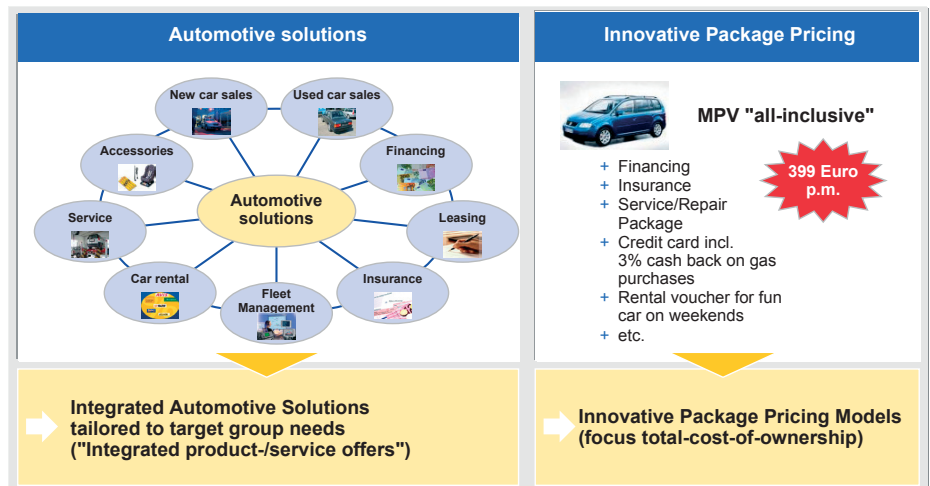 Automotive solutions
New car sales
Used car sales
Accessories
Financing
Automotive
solutions
Service
Leasing
Car rental
Insurance
Fleet
Management
Integrated Automotive Solutions
tailored to target group needs
("Integrated product-/service offers")
Innovative Package Pricing
MPV "all-inclusive"
399 Euro
p.m.
+ Financing
+ Insurance
+ Service/Repair
Package
+ Credit card incl.
3% cash back on gas
purchases
+ Rental voucher for fun
car on weekends
+ etc.
Innovative Package Pricing Models
(focus total-cost-of-ownership)